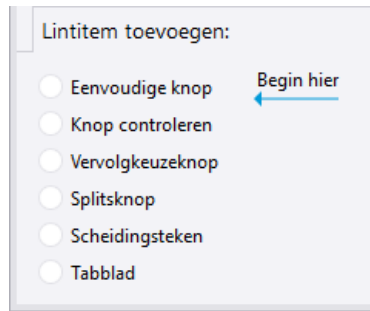 Lintitem toevoegen:
Eenvoudige knop
Begin hier
Knop controleren
Vervolgkeuzeknop
Splitsknop
Scheidingsteken
Tabblad